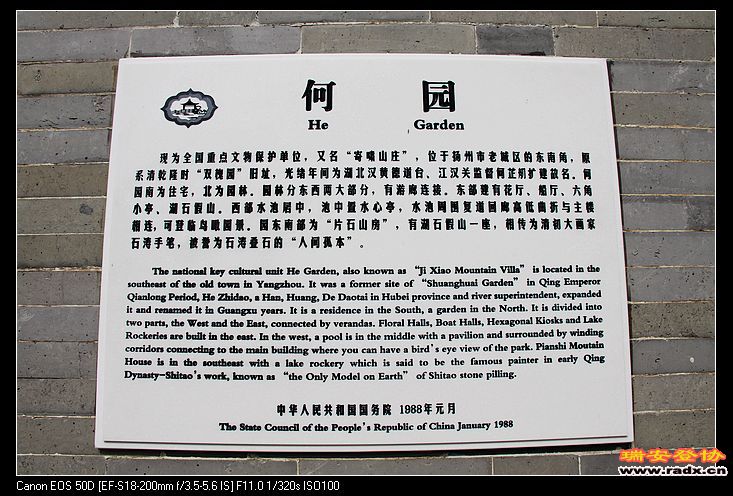 何园
He Garden
现为全国重点文物保护单位，又名“寄啸山庄”，位于扬州市老城区的东南角，原
系清乾隆时“双槐园”旧址，光绪年间为湖北汉黄德道台、江汉关监督何芷舠扩建故名。何
园南为住宅，北为园林。园林分东西两大部分，有游廊连接。东部建有花厅、船厅、六角
小亭、湖石假山。西部水池居中，池中置水心亭，水池周围复道回廊高低曲折与主楼
相连，可登临鸟瞰园景。园东南部为“片石山房”，有湖石假山一座，相传为清初大画家
石涛手笔，被誉为石涛叠石的“人间孤本”。
The national key cultural unit He Garden, also known as “Ji Xiao Mountain Villa” is located in the
southeast of the old town in Yangzhou. It was a former site of “Shuanghuai Garden” in Qing Emperor
Qianlong Period, He Zhidao, a Han, Huang, De Daotai in Hubei province and river superintendent, expanded
it and renamed it in Guangxu years. It is a residence in the South, a garden in the North. It is divided into
two parts, the West and the East, connected by verandas. Floral Halls, Boat Halls, Hexagonal Kiosks and Lake
Rockeries are built in the east. In the west, a pool is in the middle with a pavilion and surrounded by winding
corridors connecting to the main building where you can have a bird's eye view of the park. Pianshi Moutain
House is in the southeast with a lake rockery which is said to be the famous painter in early Qing
Dynasty-Shitao's work, known as “the Only Model on Earth” of Shitao stone pilling.
中华人民共和国国务院 1988年元月
The State Council of the People's Republic of China January 1988
瑞安登协
www.radx.cn
Canon EOS 50D [EF-S18-200mm f/3.5-5.6 IS] F11.0 1/320s ISO100